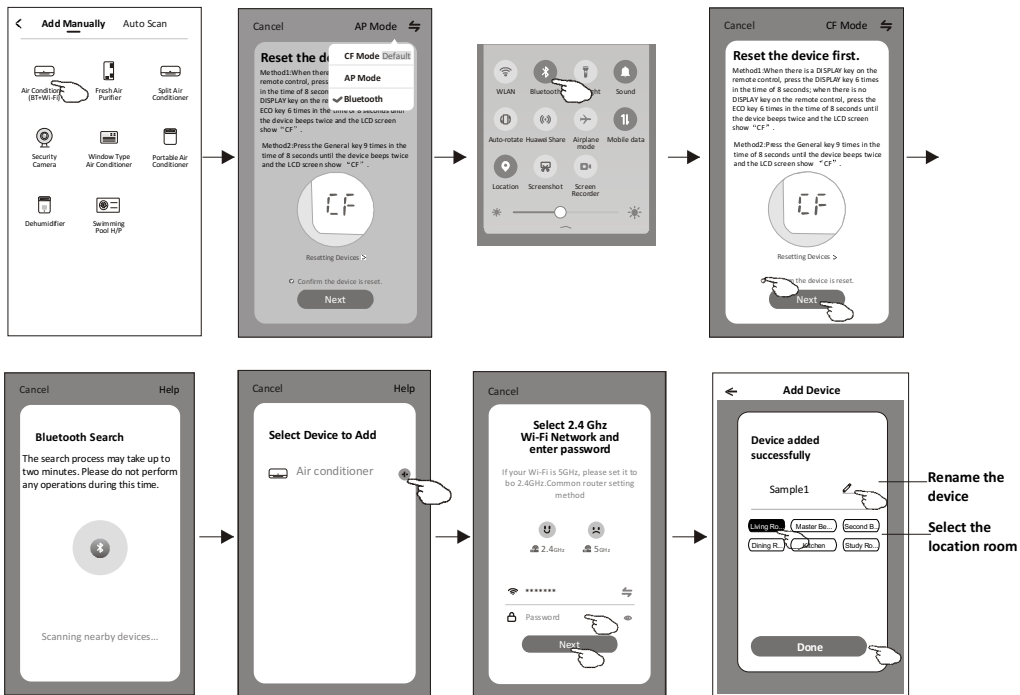 Add Manually
Auto Scan
Air Condition
(BT+Wi-Fi)
Fresh Air
Purifier
Split Air
Conditioner
Security
Camera
Window Type
Air Conditioner
Portable Air
Conditioner
Dehumidifier
Swimming
Pool H/P
Cancel
AP Mode
CF Mode Default
AP Mode
Bluetooth
Reset the d
Method1:When there
remote control, press
in the time of 8 seconds
DISPLAY key on the re
ECO key 6 times in the time of 8 seconds until
the device beeps twice and the LCD screen
show “CF” .
Method2:Press the General key 9 times in the
time of 8 seconds until the device beeps twice
and the LCD screen show “CF” .
CF
Resetting Devices >
Confirm the device is reset.
Next
WLAN
Bluetooth
ht
Sound
Auto-rotate
Huawei Share
Airplane
mode
Mobile data
Location
Screenshot
Screen
Recorder
Cancel
CF Mode
Reset the device first.
Method1:When there is a DISPLAY key on the
remote control, press the DISPLAY key 6 times
in the time of 8 seconds; when there is no
DISPLAY key on the remote control, press the
ECO key 6 times in the time of 8 seconds until
the device beeps twice and the LCD screen
show “CF” .
Method2:Press the General key 9 times in the
time of 8 seconds until the device beeps twice
and the LCD screen show “CF” .
CF
Resetting Devices >
the device is reset.
Next
Cancel
Help
Bluetooth Search
The search process may take up to
two minutes. Please do not perform
any operations during this time.
Scanning nearby devices...
Cancel
Help
Select Device to Add
Air conditioner
Cancel
Select 2.4 Ghz
Wi-Fi Network and
enter password
If your Wi-Fi is 5GHz, please set it to
bo 2.4GHz.Common router setting
method
2.4GHz
5GHz
*******
Password
Next
Add Device
Device added
successfully
Sample1
Living Ro...
Master Be...
Second B...
Dining R...
Kitchen
Study Ro...
Done
Rename the
device
Select the
location room